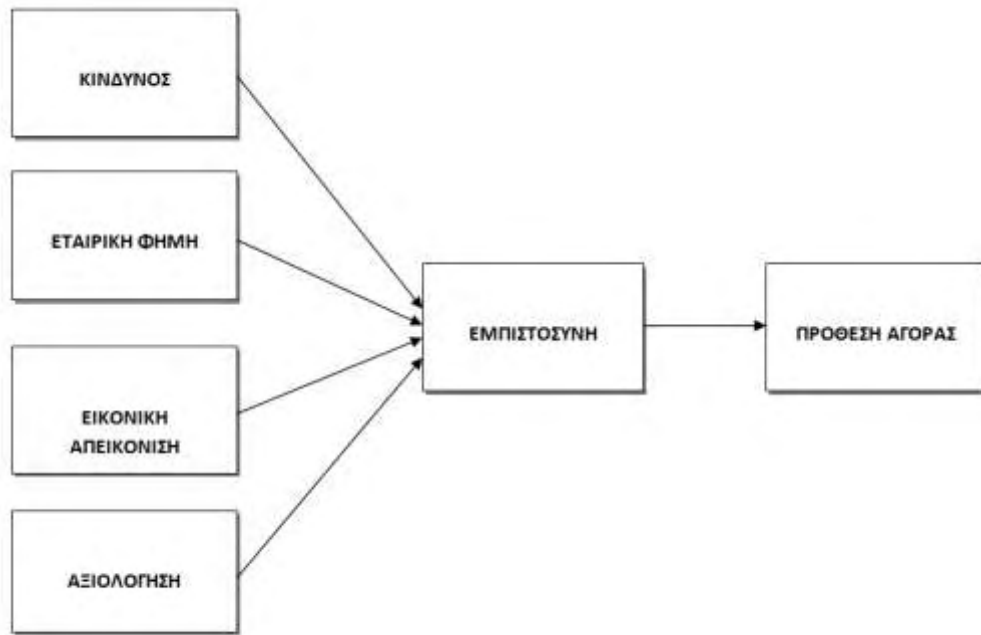 ΚΙΝΔΥΝΟΣ
ΕΤΑΙΡΙΚΗ ΦΗΜΗ
ΕΙΚΟΝΙΚΗ
ΑΠΕΙΚΟΝΙΣΗ
ΑΞΙΟΛΟΓΗΣΗ
ΕΜΠΙΣΤΟΣΥΝΗ
ΠΡΟΘΕΣΗ ΑΓΟΡΑΣ